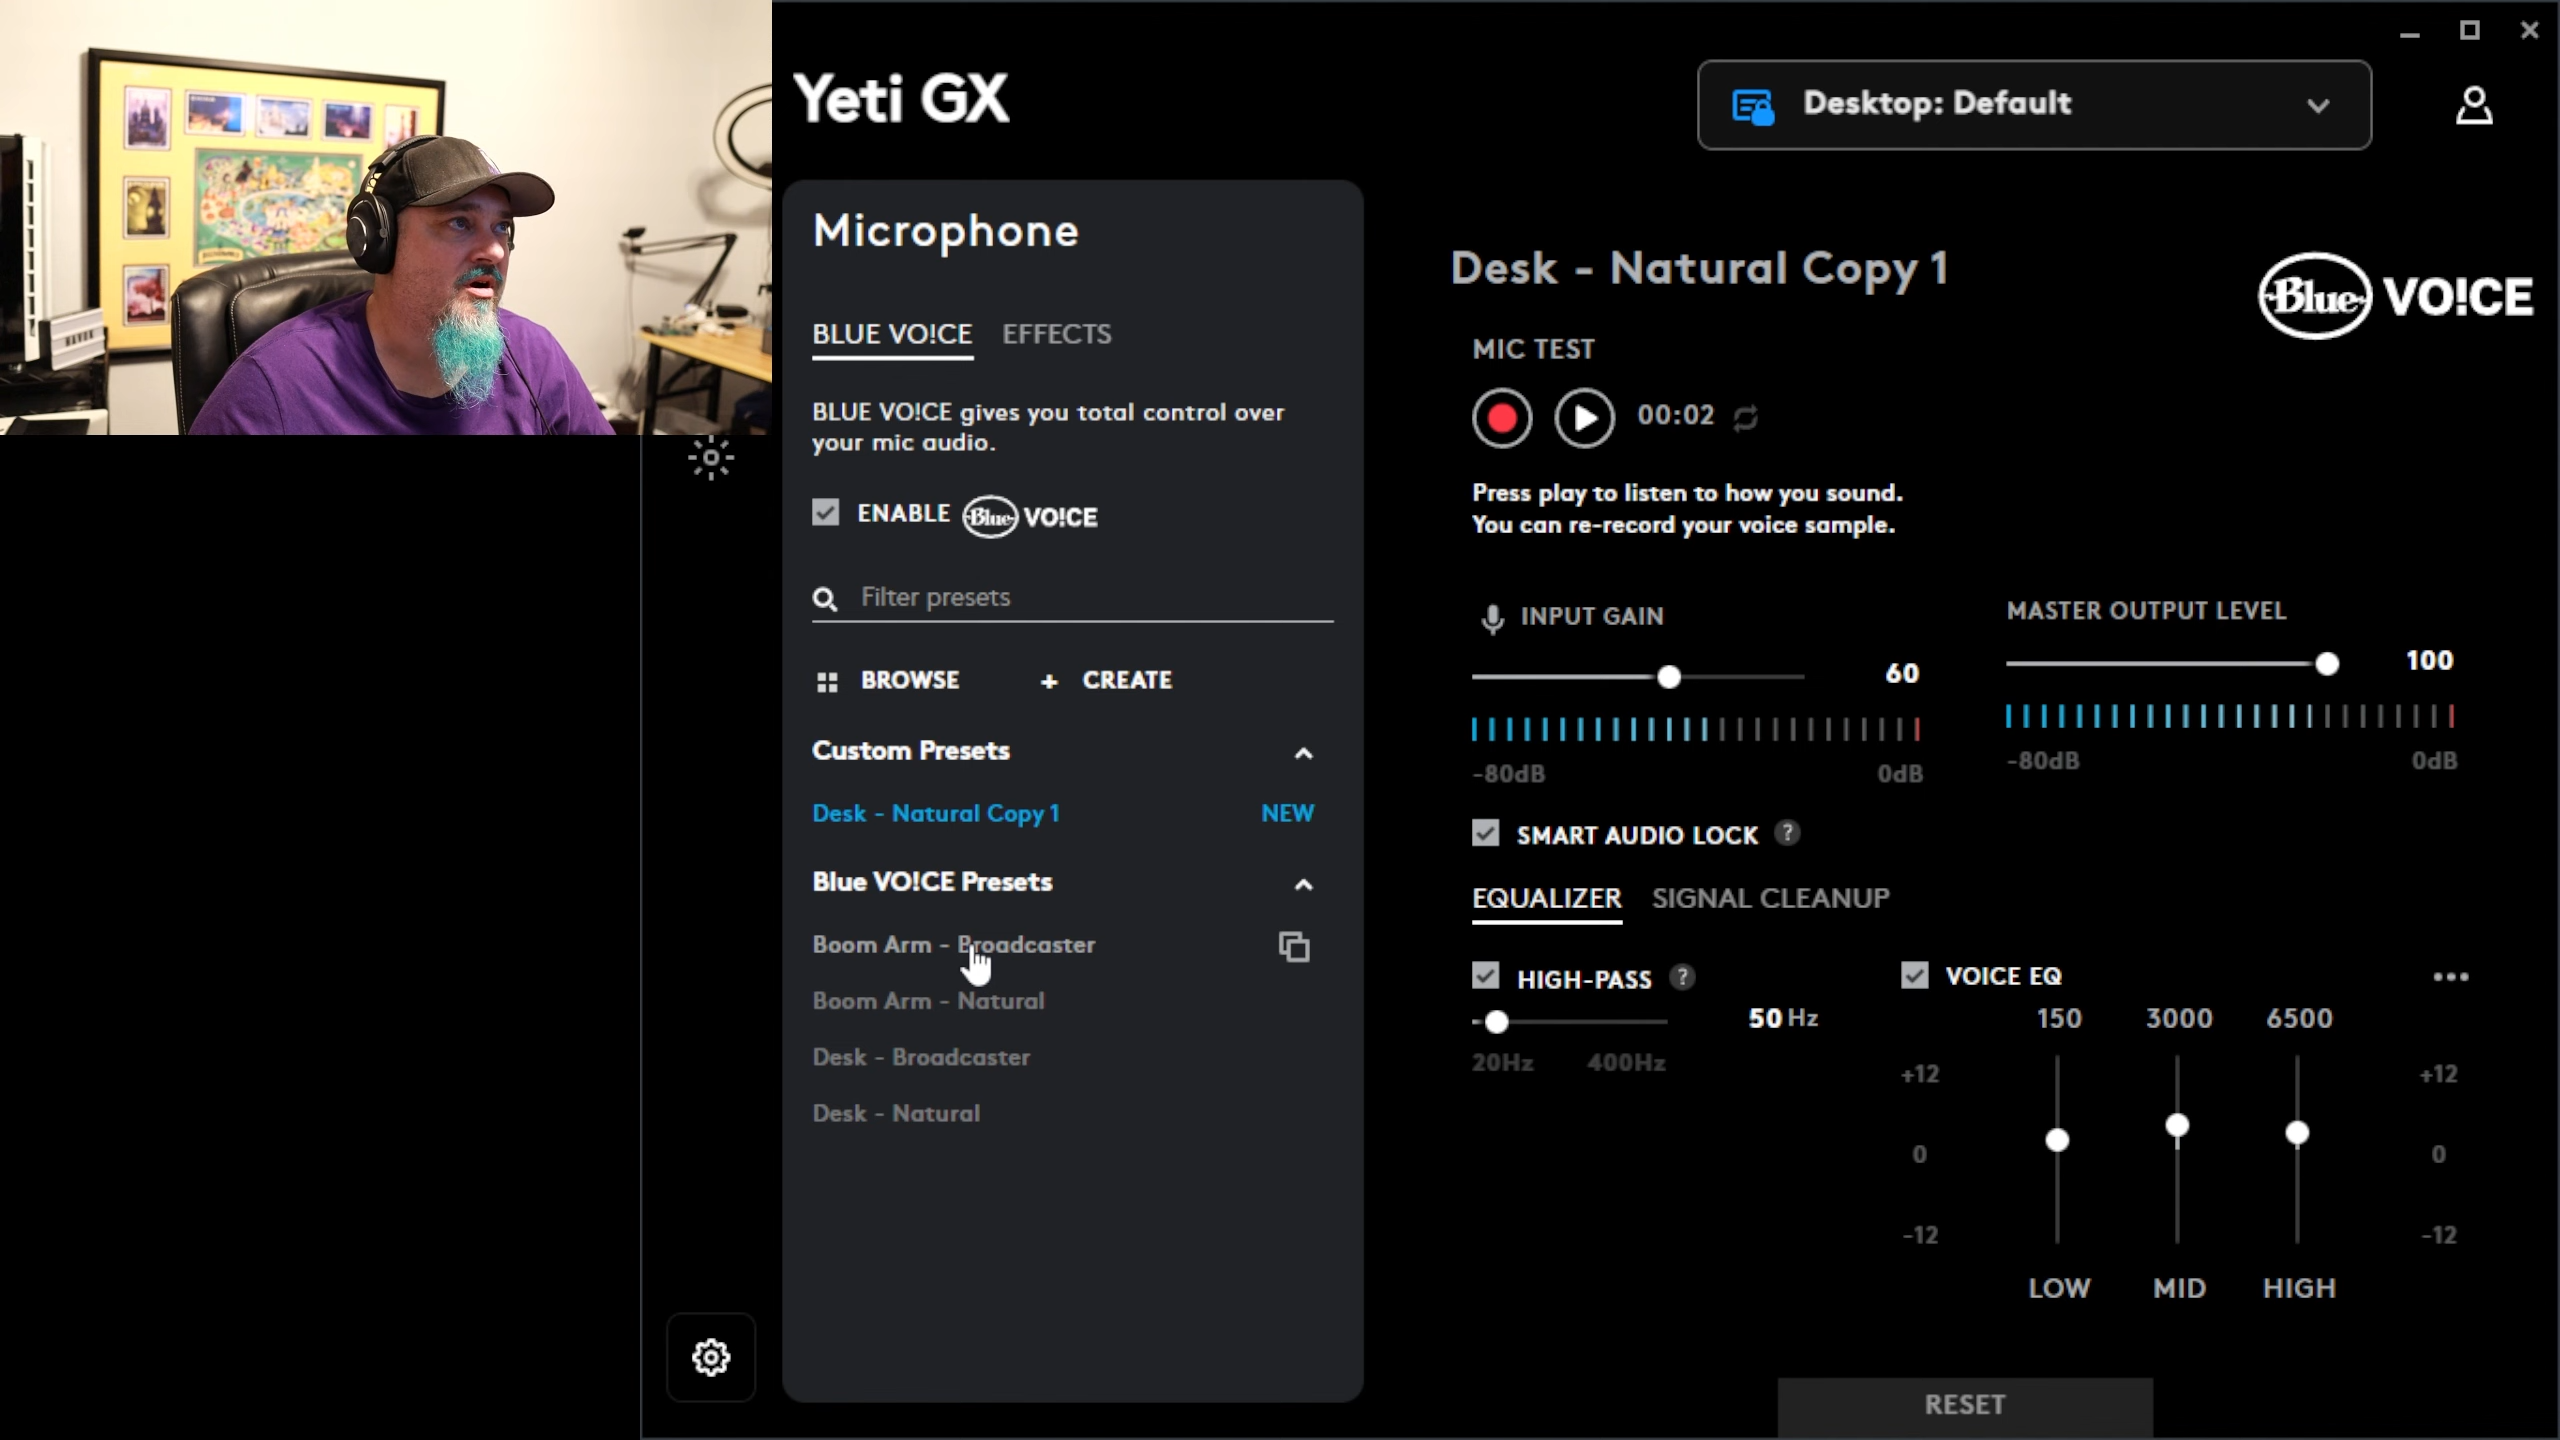 Yeti GX
Desktop: Default
Microphone
BLUE VO!CE EFFECTS
BLUE VO!CE gives you total control over
your mic audio.
ENABLE Blue VO!CE
Filter presets
BROWSE + CREATE
Custom Presets
Desk - Natural Copy 1 NEW
Blue VO!CE Presets
Boom Arm - Broadcaster
Boom Arm - Natural
Desk - Broadcaster
Desk - Natural
Desk - Natural Copy 1
Blue VO!CE
MIC TEST
00:02
Press play to listen to how you sound.
You can re-record your voice sample.
INPUT GAIN
60
-80dB 0dB
MASTER OUTPUT LEVEL
100
-80dB 0dB
SMART AUDIO LOCK ?
EQUALIZER SIGNAL CLEANUP
HIGH-PASS ?
50 Hz
20Hz 400Hz
VOICE EQ ...
150 3000 6500
+12 +12
0 0
-12 -12
LOW MID HIGH
RESET